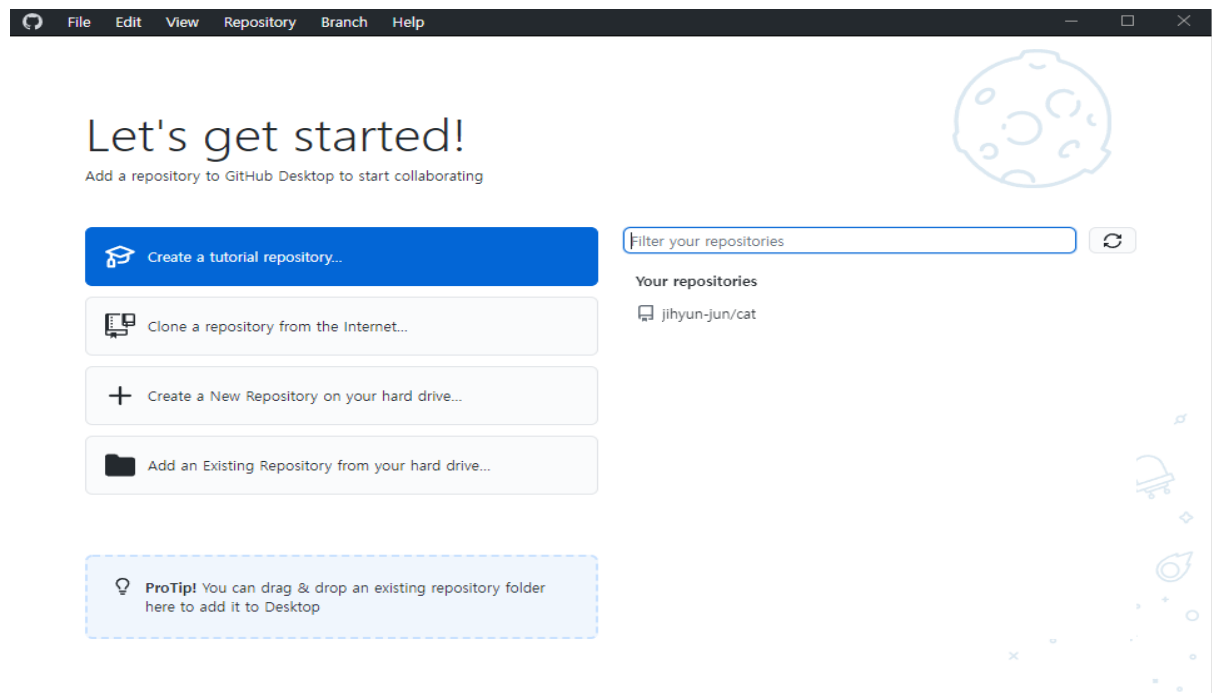 File Edit View Repository Branch Help
Let's get started!
Add a repository to GitHub Desktop to start collaborating
Create a tutorial repository...
Clone a repository from the Internet...
Create a New Repository on your hard drive...
Add an Existing Repository from your hard drive...
ProTip! You can drag & drop an existing repository folder
here to add it to Desktop
Filter your repositories
Your repositories
jihyun-jun/cat